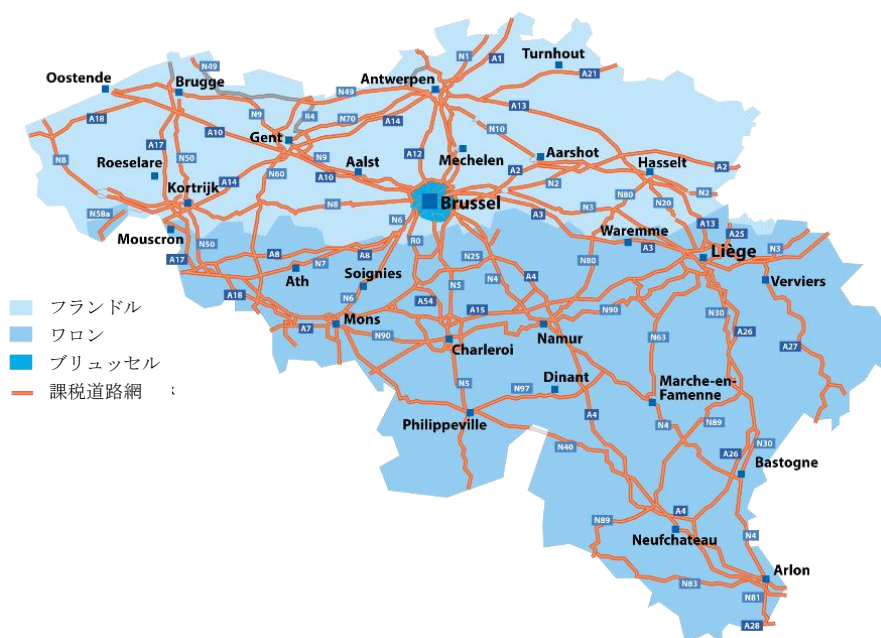 Turnhout
N49
N1
A1
Oostende
Brugge
Antwerpen
A21
N49
A18
N9
R4
N70
A14
A13
A17
A10
N10
Gent
N8
N50
Roeselare
N9
Aalst
A12
Mechelen
Aarshot
Hasselt
A2
A2
A10
N60
A14
Kortrijk
N2
N80
N2
N8
Brussel
N3
N20
N58a
N6
A3
A13
Mouscron
N50
R0
Waremme
A25
A3
N3
Liège
A17
A8
A8
N25
N7
Soignies
N4
A4
N80
Verviers
Ath
N6
N5
A18
A54
A15
N90
N30
A7
Mons
A26
N90
Namur
Charleroi
N63
A27
N5
N97
Dinant
Marche-en-
Famenne
Philippeville
A4
N4
N89
N40
A26
N30
Bastogne
N89
A4
Neufchateau
N4
Arlon
N83
N81
A28
フランドル
ワロン
ブリュッセル
課税道路網